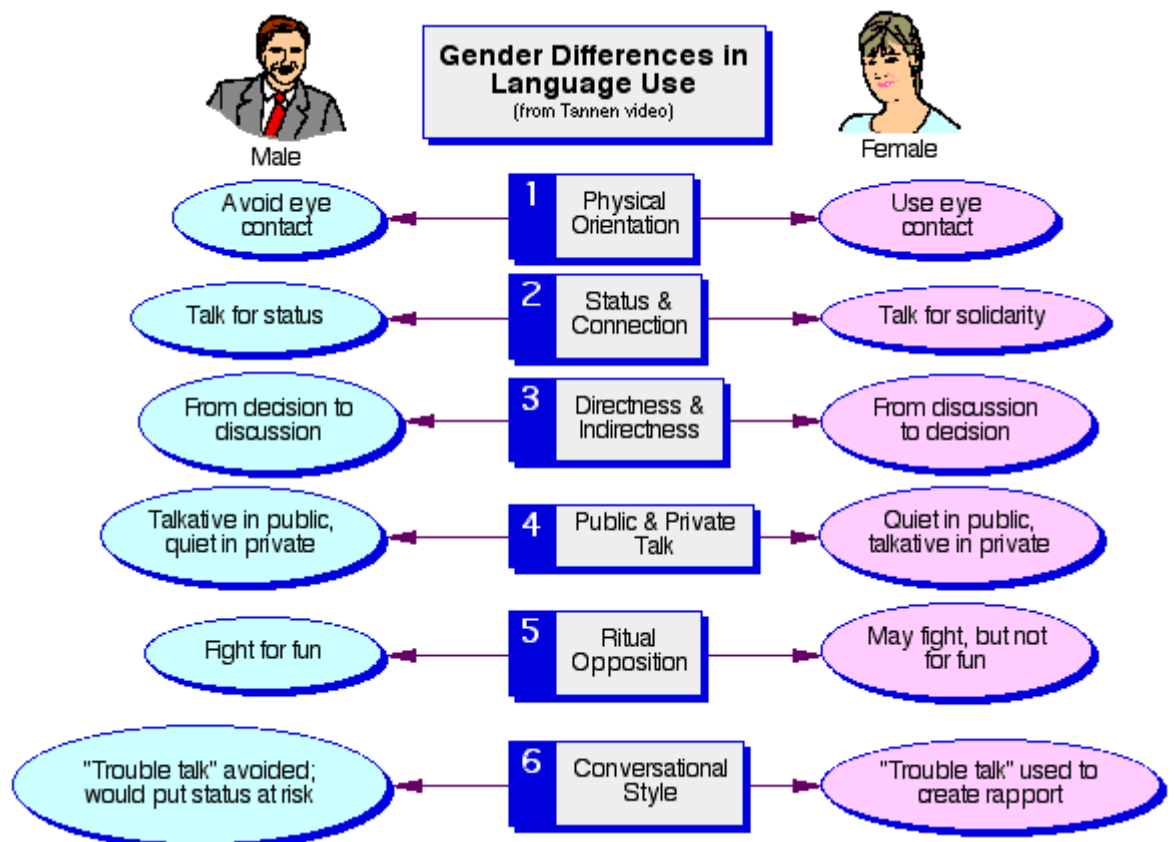 Gender Differences in
Language Use
(from Tannen video)
Male
Female
Avoid eye
contact
1
Physical
Orientation
Use eye
contact
Talk for status
2
Status &
Connection
Talk for solidarity
From decision to
discussion
3
Directness &
Indirectness
From discussion
to decision
Talkative in public,
quiet in private
4
Public & Private
Talk
Quiet in public,
talkative in private
Fight for fun
5
Ritual
Opposition
May fight, but not
for fun
"Trouble talk" avoided;
would put status at risk
6
Conversational
Style
"Trouble talk" used to
create rapport